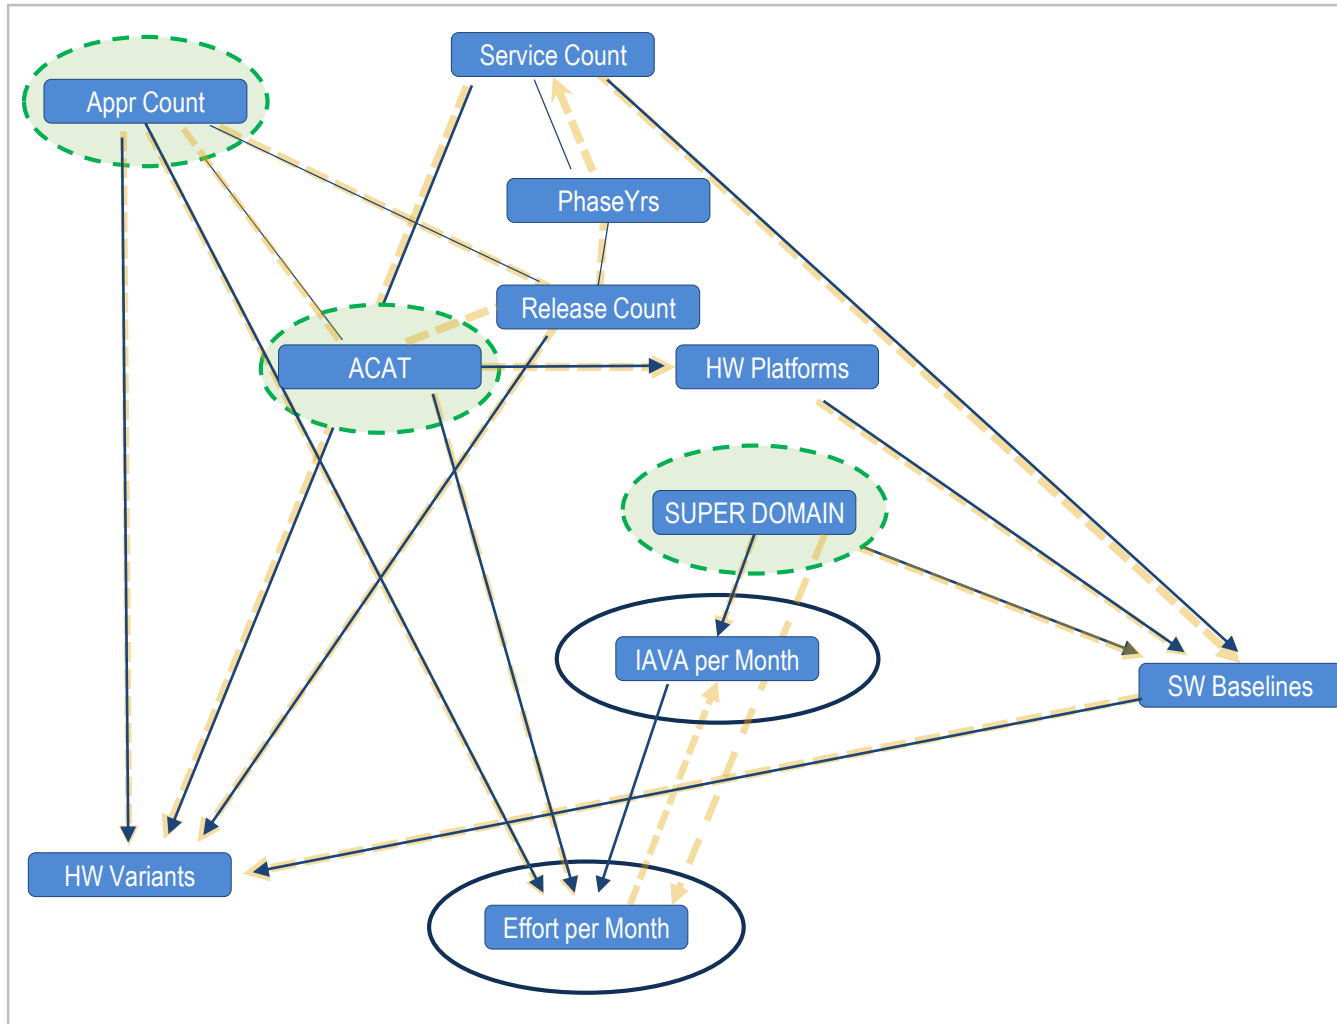 Service Count
Appr Count
PhaseYrs
Release Count
ACAT
HW Platforms
SUPER DOMAIN
IAVA per Month
SW Baselines
HW Variants
Effort per Month